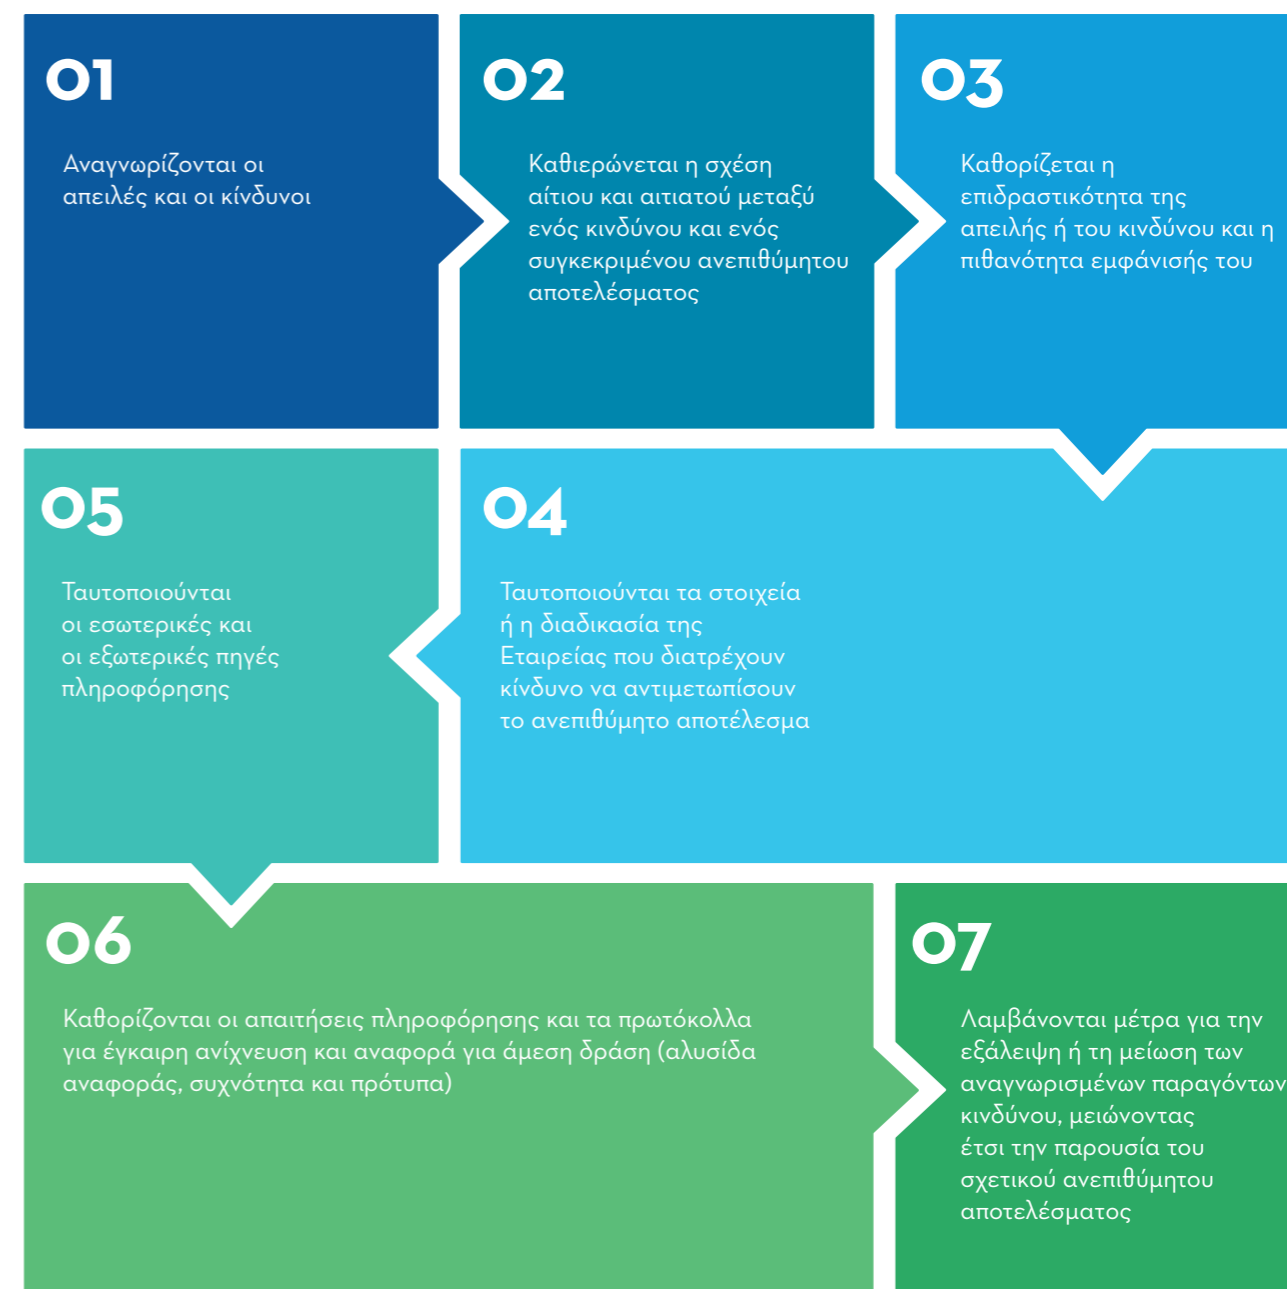 01
Αναγνωρίζονται οι
απειλές και οι κίνδυνοι
02
Καθιερώνεται η σχέση
αίτιου και αιτιατού μεταξύ
ενός κινδύνου και ενός
συγκεκριμένου ανεπιθύμητου
αποτελέσματος
03
Καθορίζεται η
επιδραστικότητα της
απειλής ή του κινδύνου και η
πιθανότητα εμφάνισής του
04
Ταυτοποιούνται τα στοιχεία
ή η διαδικασία της
Εταιρείας που διατρέχουν
κίνδυνο να αντιμετωπίσουν
το ανεπιθύμητο αποτέλεσμα
05
Ταυτοποιούνται
οι εσωτερικές και
οι εξωτερικές πηγές
πληροφόρησης
06
Καθορίζονται οι απαιτήσεις πληροφόρησης και τα πρωτόκολλα
για έγκαιρη ανίχνευση και αναφορά για άμεση δράση (αλυσίδα
αναφοράς, συχνότητα και πρότυπα)
07
Λαμβάνονται μέτρα για την
εξάλειψη ή τη μείωση των
αναγνωρισμένων παραγόντων
κινδύνου, μειώνοντας
έτσι την παρουσία του
σχετικού ανεπιθύμητου
αποτελέσματος